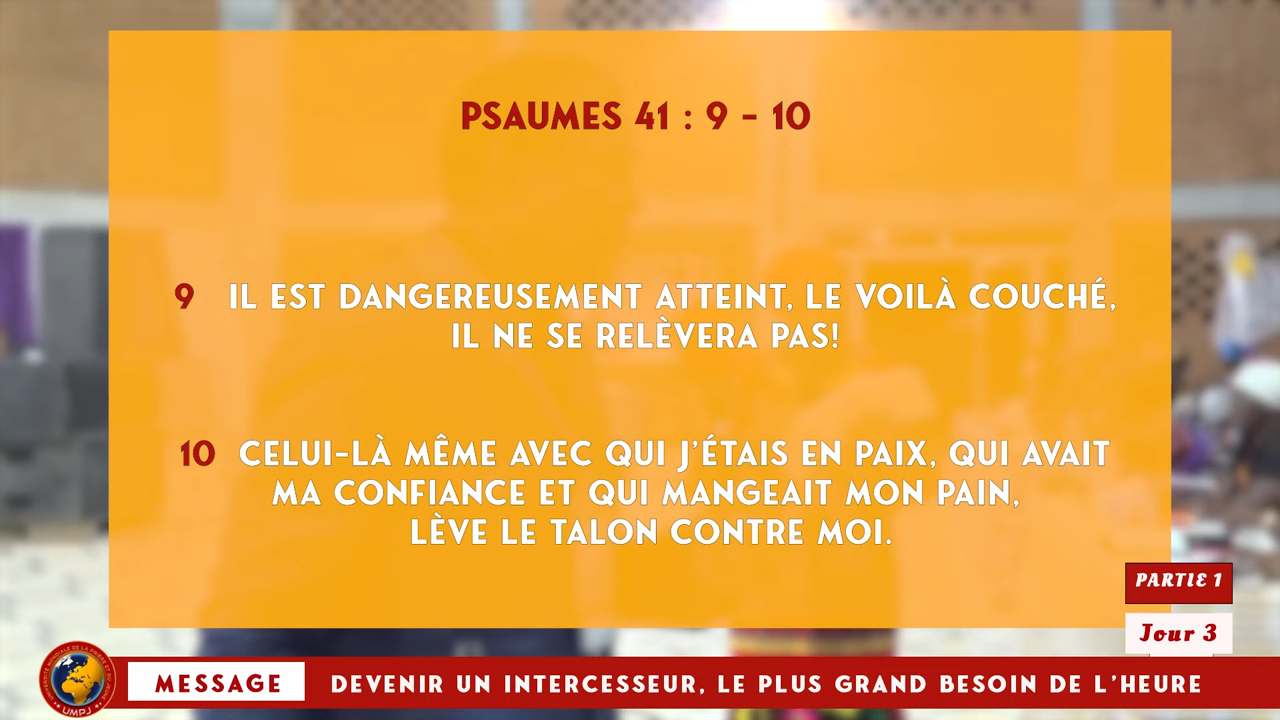 PSAUMES 41 : 9 - 10
9 IL EST DANGEREUSEMENT ATTEINT, LE VOILÀ COUCHÉ,
IL NE SE RELÈVERA PAS!
10 CELUI-LÀ MÊME AVEC QUI J'ÉTAIS EN PAIX, QUI AVAIT
MA CONFIANCE ET QUI MANGEAIT MON PAIN,
LÈVE LE TALON CONTRE MOI.
PARTIE 1
Jour 3
UMPJ
MESSAGE DEVENIR UN INTERCESSEUR, LE PLUS GRAND BESOIN DE L'HEURE